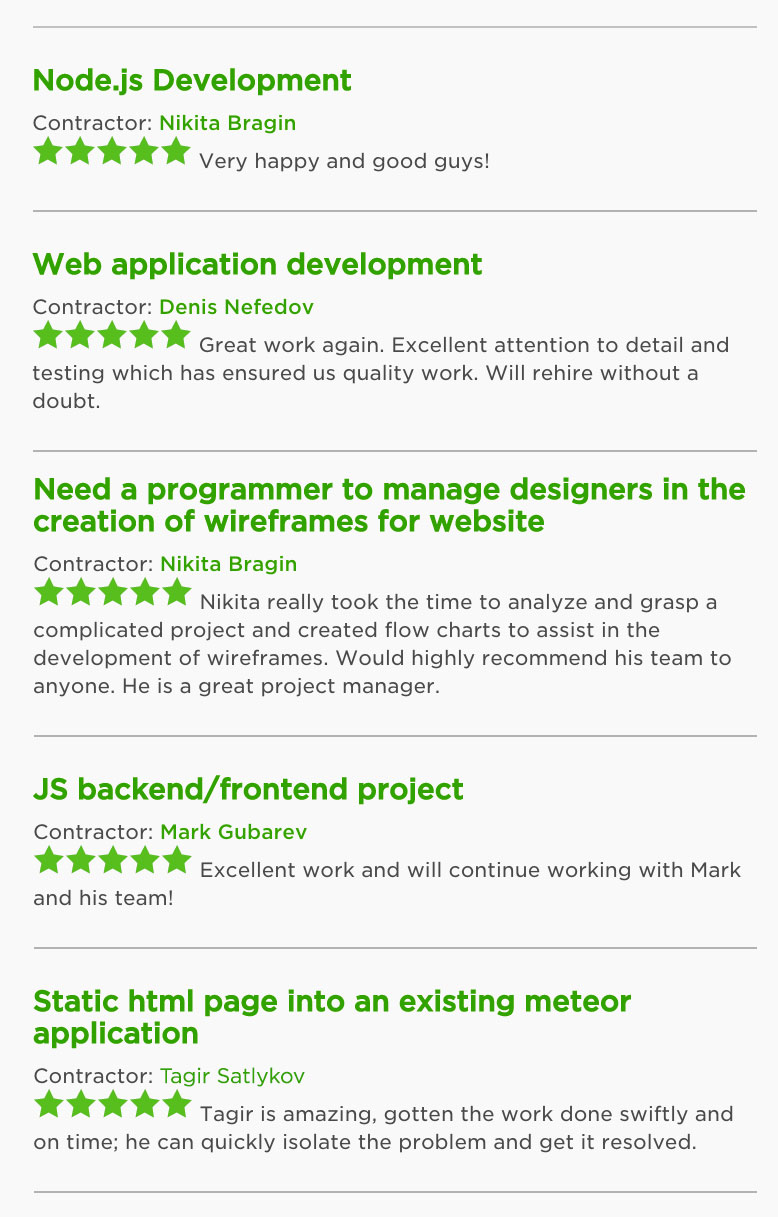 Node.js Development
Contractor: Nikita Bragin
Very happy and good guys!
Web application development
Contractor: Denis Nefedov
Great work again. Excellent attention to detail and
testing which has ensured us quality work. Will rehire without a
doubt.
Need a programmer to manage designers in the
creation of wireframes for website
Contractor: Nikita Bragin
Nikita really took the time to analyze and grasp a
complicated project and created flow charts to assist in the
development of wireframes. Would highly recommend his team to
anyone. He is a great project manager.
JS backend/frontend project
Contractor: Mark Gubarev
Excellent work and will continue working with Mark
and his team!
Static html page into an existing meteor
application
Contractor: Tagir Satlykov
Tagir is amazing, gotten the work done swiftly and
on time; he can quickly isolate the problem and get it resolved.